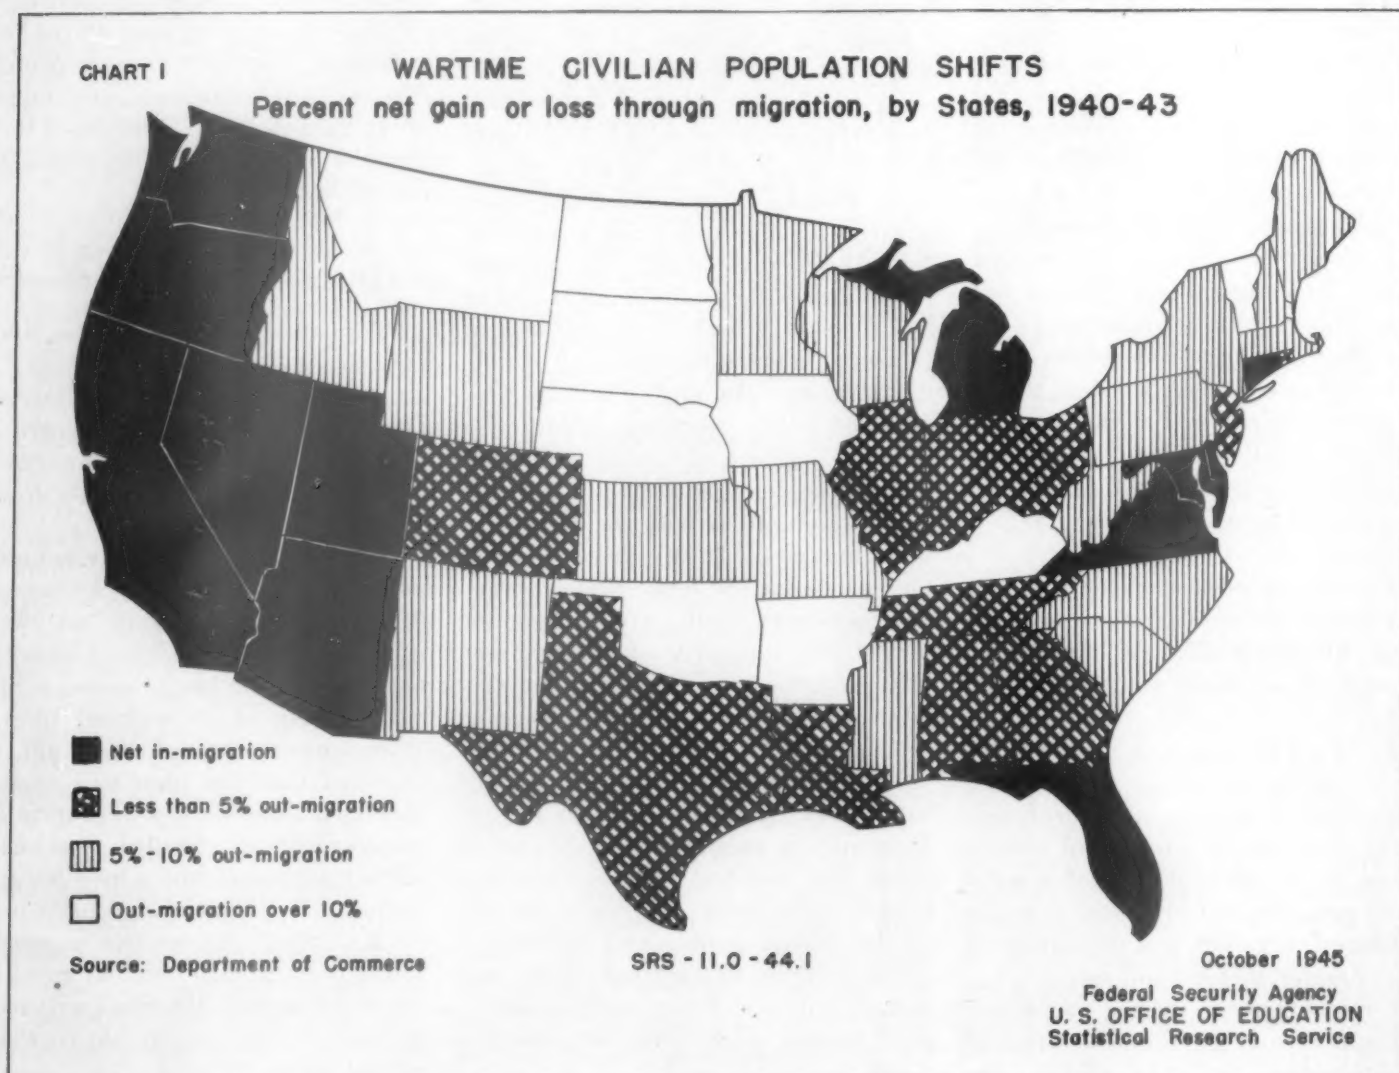 CHART I
WARTIME CIVILIAN POPULATION SHIFTS
Percent net gain or loss through migration, by States, 1940-43
Net in-migration
Less than 5% out-migration
5%-10% out-migration
Out-migration over 10%
Source: Department of Commerce
SRS-11.0-44.1
October 1945
Federal Security Agency
U. S. OFFICE OF EDUCATION
Statistical Research Service